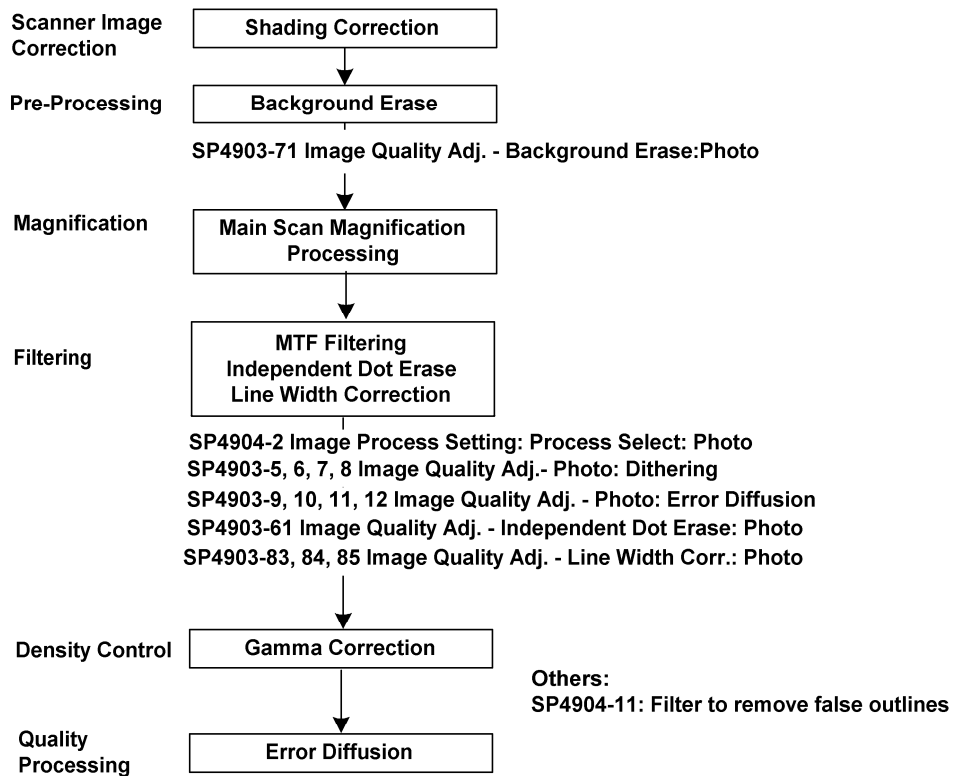 Scanner Image
Correction
Shading Correction
Pre-Processing
Background Erase
SP4903-71 Image Quality Adj. - Background Erase:Photo
Magnification
Main Scan Magnification
Processing
Filtering
MTF Filtering
Independent Dot Erase
Line Width Correction
SP4904-2 Image Process Setting: Process Select: Photo
SP4903-5, 6, 7, 8 Image Quality Adj.- Photo: Dithering
SP4903-9, 10, 11, 12 Image Quality Adj. - Photo: Error Diffusion
SP4903-61 Image Quality Adj. - Independent Dot Erase: Photo
SP4903-83, 84, 85 Image Quality Adj. - Line Width Corr.: Photo
Density Control
Gamma Correction
Others:
SP4904-11: Filter to remove false outlines
Quality
Processing
Error Diffusion